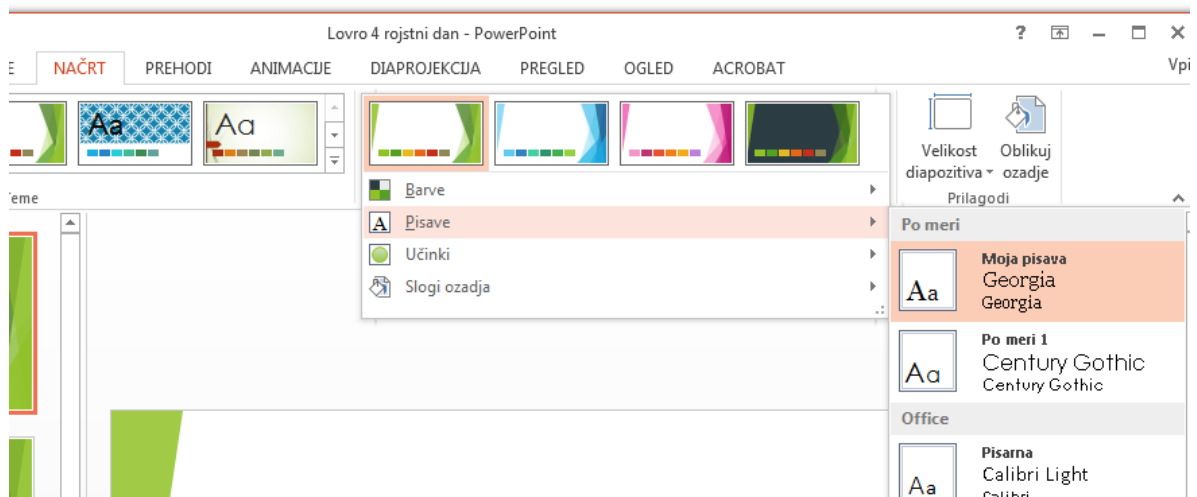 Lovro 4 rojstni dan - PowerPoint
NAČRT PREHODI ANIMACIJE DIAPROJEKCIJA PREGLED OGLED ACROBAT
Aa Aa
Velikost diapozitiva
Oblikuj ozadje
Prilagodi
Barve
Pisave
Učinki
Slogi ozadja
Po meri
Aa
Moja pisava
Georgia
Georgia
Aa
Po meri 1
Century Gothic
Century Gothic
Office
Aa
Pisarna
Calibri Light
Calibri